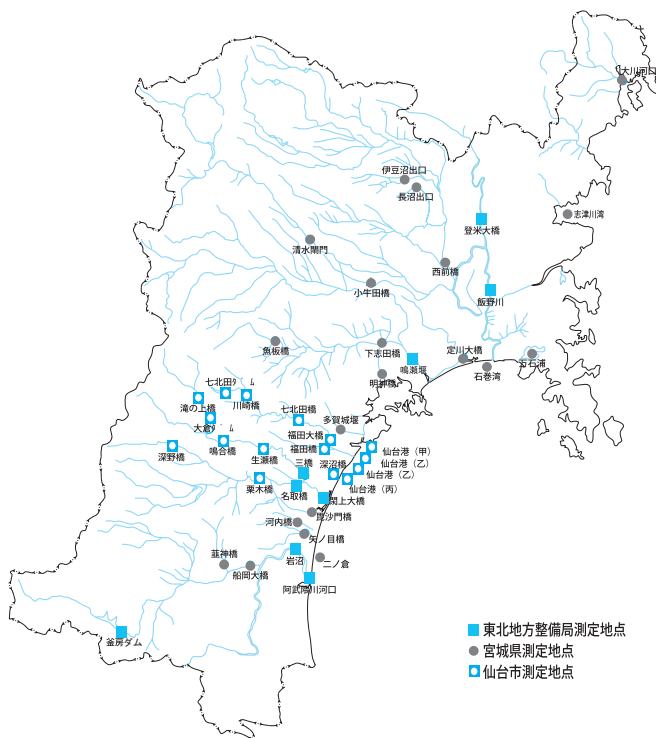 大川河口
伊豆沼出口
長沼出口
志津川湾
登米大橋
清水閘門
西前橋
小牛田橋
飯野川
魚板橋
下志田橋
定川大橋
万石浦
鳴瀬堰
石巻湾
明神橋
七北田ダム
川崎橋
滝の上橋
七北田橋
大倉ダム
多賀城堰
福田大橋
鳴合橋
福田橋
仙台港（甲）
深野橋
生瀬橋
三橋
深沼橋
仙台港（乙）
仙台港（乙）
栗木橋
名取橋
仙台港（丙）
閖上大橋
毘沙門橋
河内橋
矢ノ目橋
韮神橋
岩沼
二ノ倉
船岡大橋
阿武隈川河口
釜房ダム
東北地方整備局測定地点
宮城県測定地点
仙台市測定地点